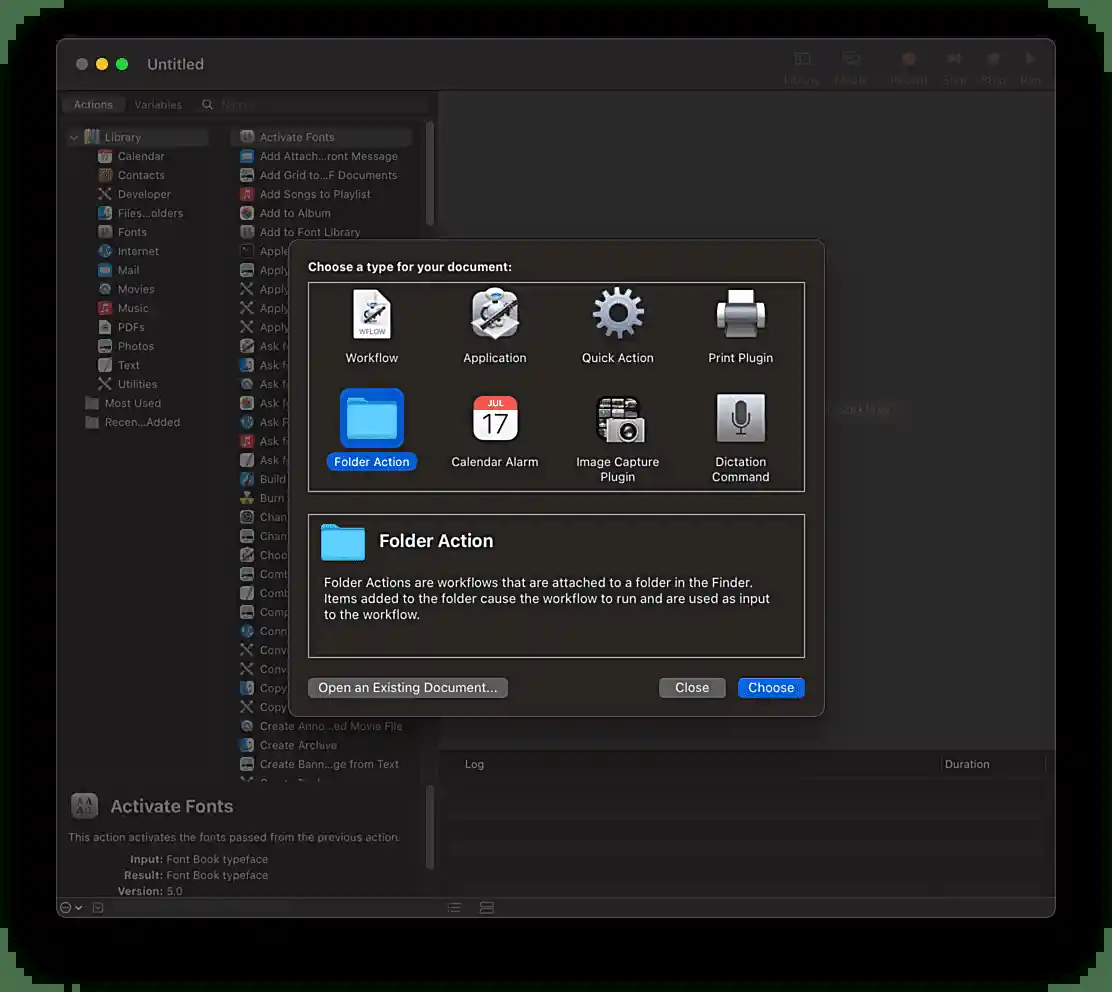 Untitled
Library
Record
Step
Stop
Run
Actions
Variables
Name
Library
Calendar
Contacts
Developer
Files...olders
Fonts
Internet
Mail
Movies
Music
PDFs
Photos
Text
Utilities
Most Used
Recen...Added
Activate Fonts
Add Attach...ront Message
Add Grid to...F Documents
Add Songs to Playlist
Add to Album
Add to Font Library
Apple
Apply
Apply
Apply
Apply
Ask f
Ask f
Ask f
Ask f
Ask F
Ask f
Ask f
Build
Burn
Chan
Chan
Choo
Comb
Comb
Comp
Conn
Conv
Conv
Copy
Copy
Create Anno...ed Movie File
Create Archive
Create Bann...ge from Text
Choose a type for your document:
WFLOW
Workflow
Application
Quick Action
Print Plugin
Folder Action
JUL
17
Calendar Alarm
Image Capture
Plugin
Dictation
Command
Folder Action
Folder Actions are workflows that are attached to a folder in the Finder.
Items added to the folder cause the workflow to run and are used as input
to the workflow.
Open an Existing Document...
Close
Choose
Log
Duration
Activate Fonts
This action activates the fonts passed from the previous action.
Input: Font Book typeface
Result: Font Book typeface
Version: 5.0